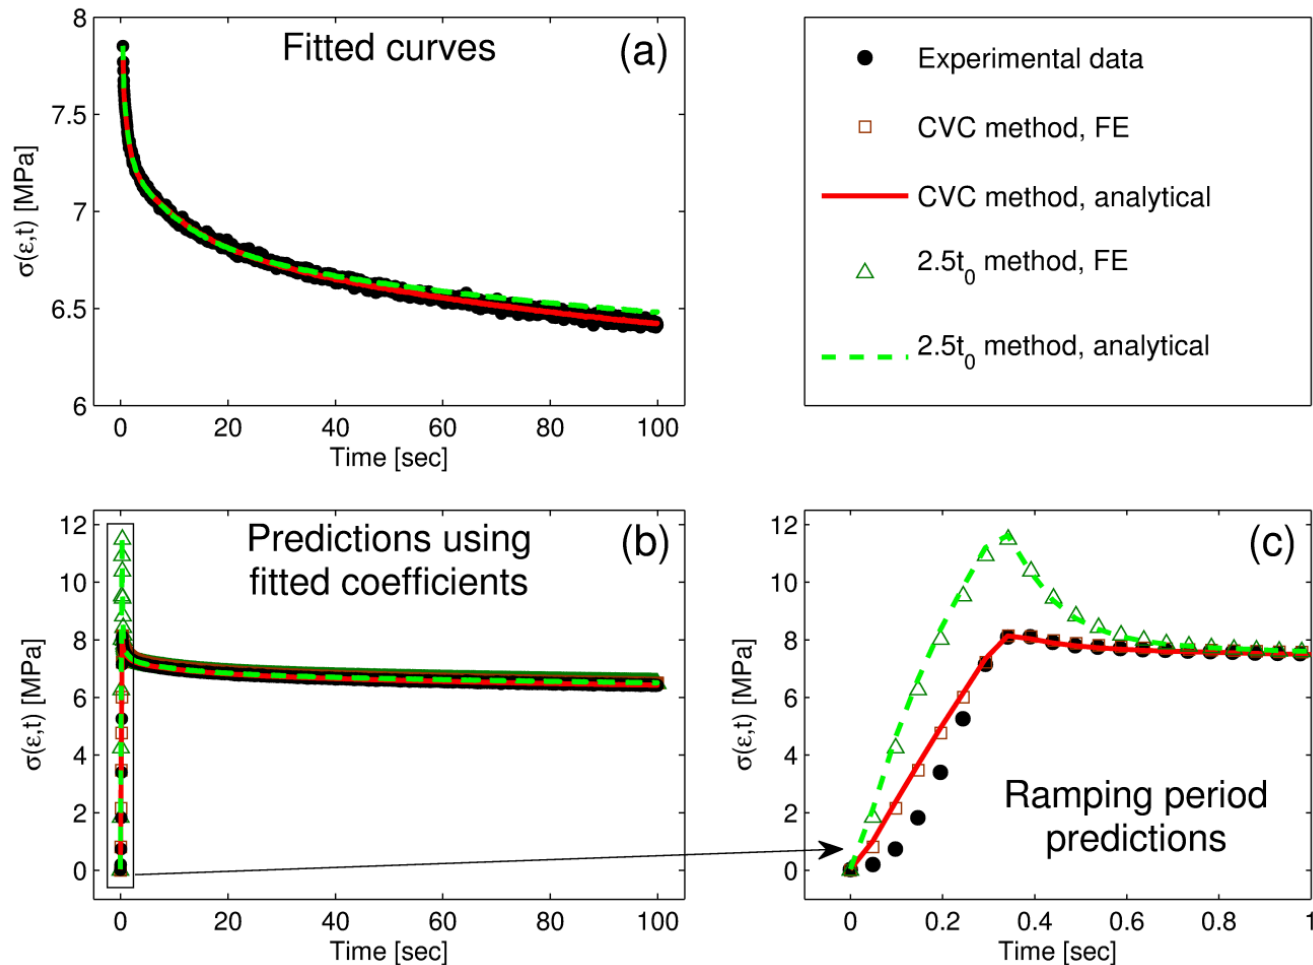 Fitted curves
(a)
8
7.5
7
6.5
6
σ(ε,t) [MPa]
0 20 40 60 80 100
Time [sec]
Experimental data
CVC method, FE
CVC method, analytical
2.5t₀ method, FE
2.5t₀ method, analytical
Predictions using
fitted coefficients
(b)
12
10
8
6
4
2
0
σ(ε,t) [MPa]
0 20 40 60 80 100
Time [sec]
(c)
12
10
8
6
4
2
0
σ(ε,t) [MPa]
Ramping period
predictions
0 0.2 0.4 0.6 0.8 1
Time [sec]